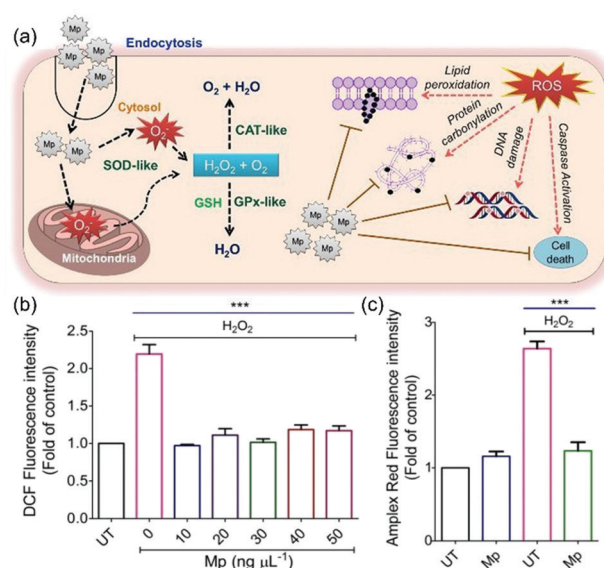 (a)
Mp
Mp
Mp
Mp
Endocytosis
Mp
Mp
Cytosol
O₂
SOD-like
O₂
Mitochondria
O₂ + H₂O
CAT-like
H₂O₂ + O₂
GSH
GPx-like
H₂O
Mp
Mp
Mp
Mp
ROS
Lipid
peroxidation
Protein
carbonylation
DNA
damage
Caspase Activation
Cell
death
(b)
***
H₂O₂
DCF Fluorescence intensity
(Fold of control)
2.5
2.0
1.5
1.0
0.5
0.0
UT
0
10
20
30
40
50
Mp (ng μL⁻¹)
(c)
***
H₂O₂
Amplex Red Fluorescence intensity
(Fold of control)
3
2
1
0
UT
Mp
UT
Mp